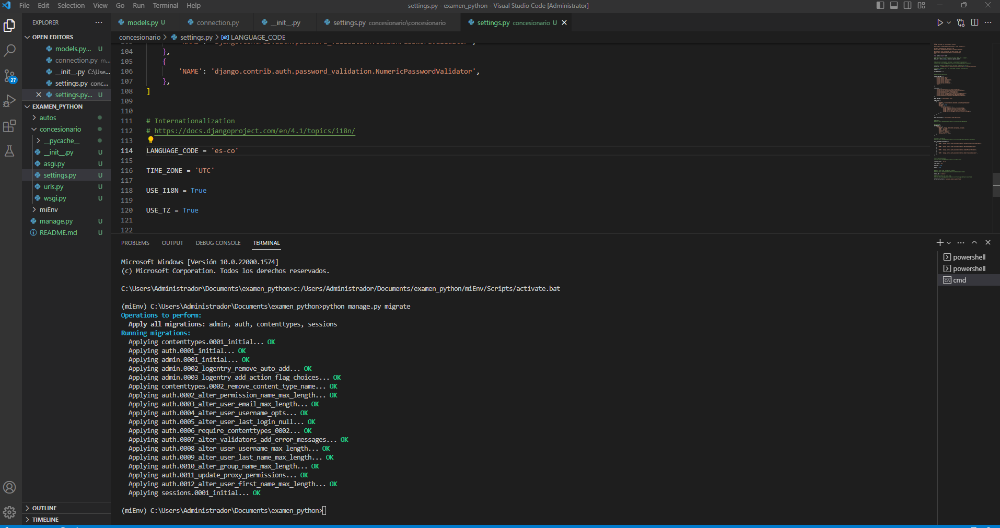 File Edit Selection View Go Run Terminal Help
settings.py - examen_python - Visual Studio Code [Administrator]
EXPLORER
OPEN EDITORS
models.py... U
connection.py m...
__init__.py C:\Use...
settings.py conc...
settings.py... U
EXAMEN_PYTHON
autos
concesionario
__pycache__
__init__.py U
asgi.py U
settings.py U
urls.py U
wsgi.py U
miEnv
manage.py U
README.md U
27
OUTLINE
TIMELINE
models.py U
connection.py
__init__.py
settings.py concesionario\concesionario
settings.py concesionario U
concesionario > settings.py > LANGUAGE_CODE
104 },
105 {
106 'NAME': 'django.contrib.auth.password_validation.NumericPasswordValidator',
107 },
108 ]
109
110
111 # Internationalization
112 # https://docs.djangoproject.com/en/4.1/topics/i18n/
113
114 LANGUAGE_CODE = 'es-co'
115
116 TIME_ZONE = 'UTC'
117
118 USE_I18N = True
119
120 USE_TZ = True
121
122
PROBLEMS OUTPUT DEBUG CONSOLE TERMINAL
Microsoft Windows [Versión 10.0.22000.1574]
(c) Microsoft Corporation. Todos los derechos reservados.
C:\Users\Administrador\Documents\examen_python>c:/Users/Administrador/Documents/examen_python/miEnv/Scripts/activate.bat
(miEnv) C:\Users\Administrador\Documents\examen_python>python manage.py migrate
Operations to perform:
Apply all migrations: admin, auth, contenttypes, sessions
Running migrations:
Applying contenttypes.0001_initial... OK
Applying auth.0001_initial... OK
Applying admin.0001_initial... OK
Applying admin.0002_logentry_remove_auto_add... OK
Applying admin.0003_logentry_add_action_flag_choices... OK
Applying contenttypes.0002_remove_content_type_name... OK
Applying auth.0002_alter_permission_name_max_length... OK
Applying auth.0003_alter_user_email_max_length... OK
Applying auth.0004_alter_user_username_opts... OK
Applying auth.0005_alter_user_last_login_null... OK
Applying auth.0006_require_contenttypes_0002... OK
Applying auth.0007_alter_validators_add_error_messages... OK
Applying auth.0008_alter_user_username_max_length... OK
Applying auth.0009_alter_user_last_name_max_length... OK
Applying auth.0010_alter_group_name_max_length... OK
Applying auth.0011_update_proxy_permissions... OK
Applying auth.0012_alter_user_first_name_max_length... OK
Applying sessions.0001_initial... OK
(miEnv) C:\Users\Administrador\Documents\examen_python>
powershell
powershell
cmd